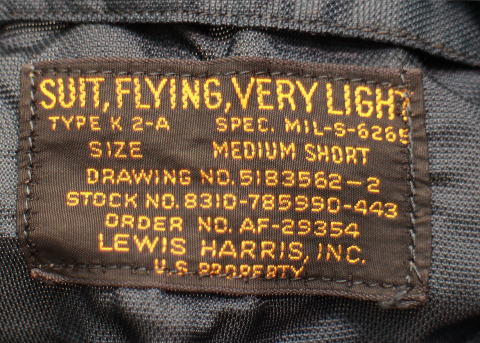 SUIT, FLYING, VERY LIGHT
TYPE K 2-A SPEC. MIL-S-6265
SIZE MEDIUM SHORT
DRAWING NO. 51B3562-2
STOCK NO. 8310-785990-443
ORDER NO. AF-29354
LEWIS HARRIS, INC.
U.S. PROPERTY